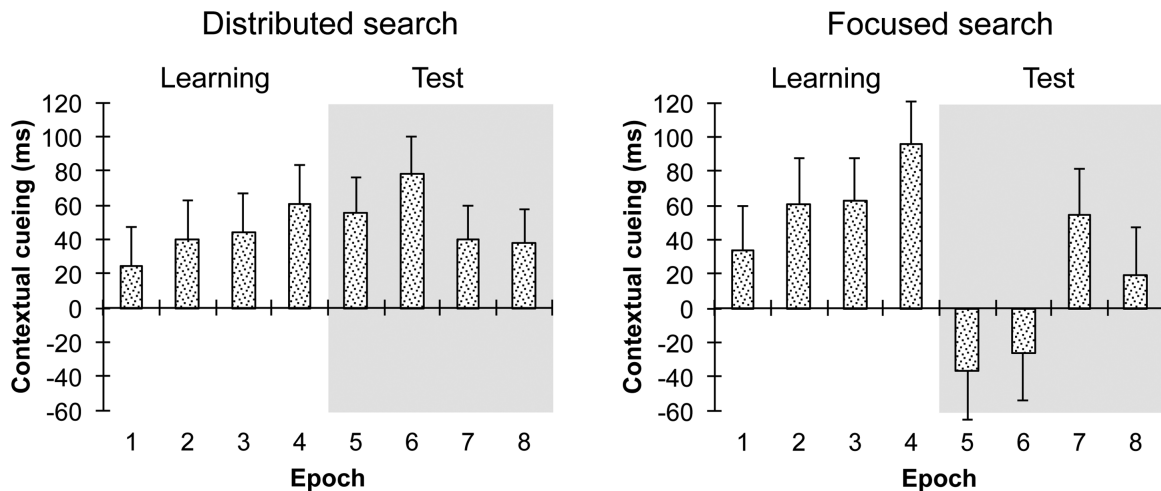 Distributed search
Learning Test
Contextual cueing (ms)
120
100
80
60
40
20
0
-20
-40
-60
1 2 3 4 5 6 7 8
Epoch
Focused search
Learning Test
Contextual cueing (ms)
120
100
80
60
40
20
0
-20
-40
-60
1 2 3 4 5 6 7 8
Epoch